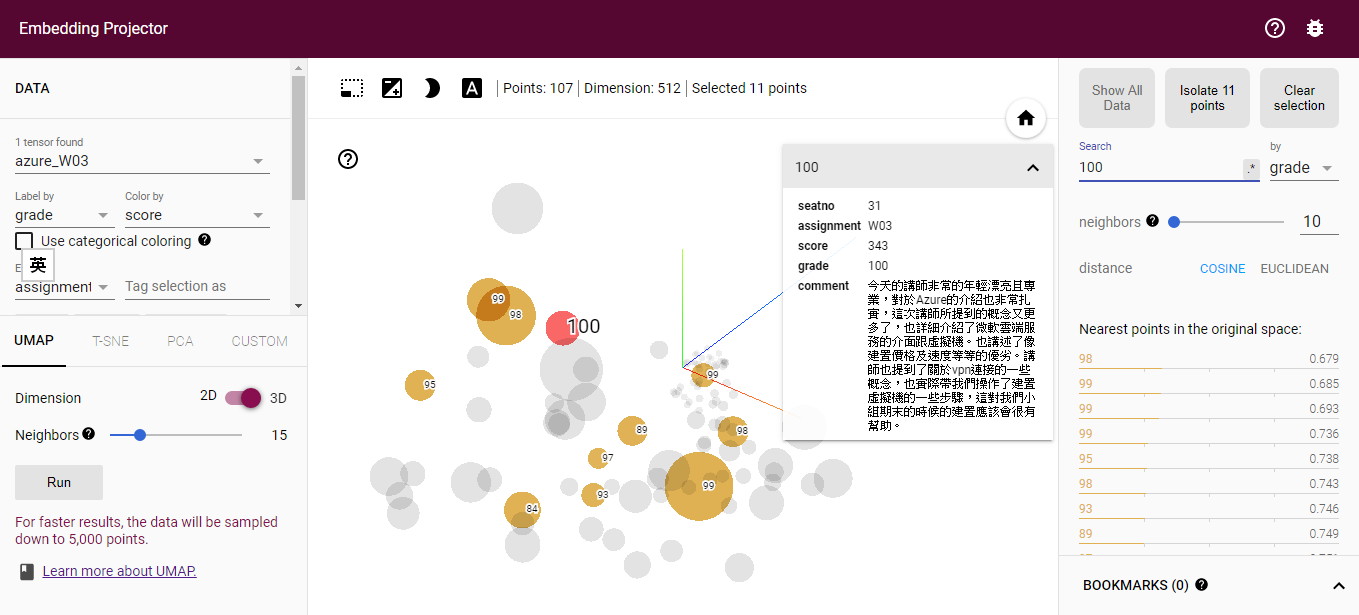 Embedding Projector
DATA
1 tensor found
azure_W03
Label by
Color by
grade
score
Use categorical coloring
英
assignment
Tag selection as
UMAP
T-SNE
PCA
CUSTOM
Dimension
2D
3D
Neighbors
15
Run
For faster results, the data will be sampled
down to 5,000 points.
Learn more about UMAP.
A
Points: 107
Dimension: 512
Selected 11 points
99
98
100
95
99
89
98
97
99
93
84
100
seatno 31
assignment W03
score 343
grade 100
comment 今天的講師非常的年輕漂亮且專
業，對於Azure的介紹也非常扎
實，這次講師所提到的概念又更
多了，也詳細介紹了微軟雲端服
務的介面跟虛擬機。也講述了像
建置價格及速度等等的優劣。講
師也提到了關於vpn連接的一些
概念，也實際帶我們操作了建置
虛擬機的一些步驟，這對我們小
組期末的時候的建置應該會很有
幫助。
Show All
Data
Isolate 11
points
Clear
selection
Search
by
100
.*
grade
neighbors
10
distance
COSINE
EUCLIDEAN
Nearest points in the original space:
98 0.679
99 0.685
99 0.693
99 0.736
95 0.738
98 0.743
93 0.746
89 0.749
BOOKMARKS (0)